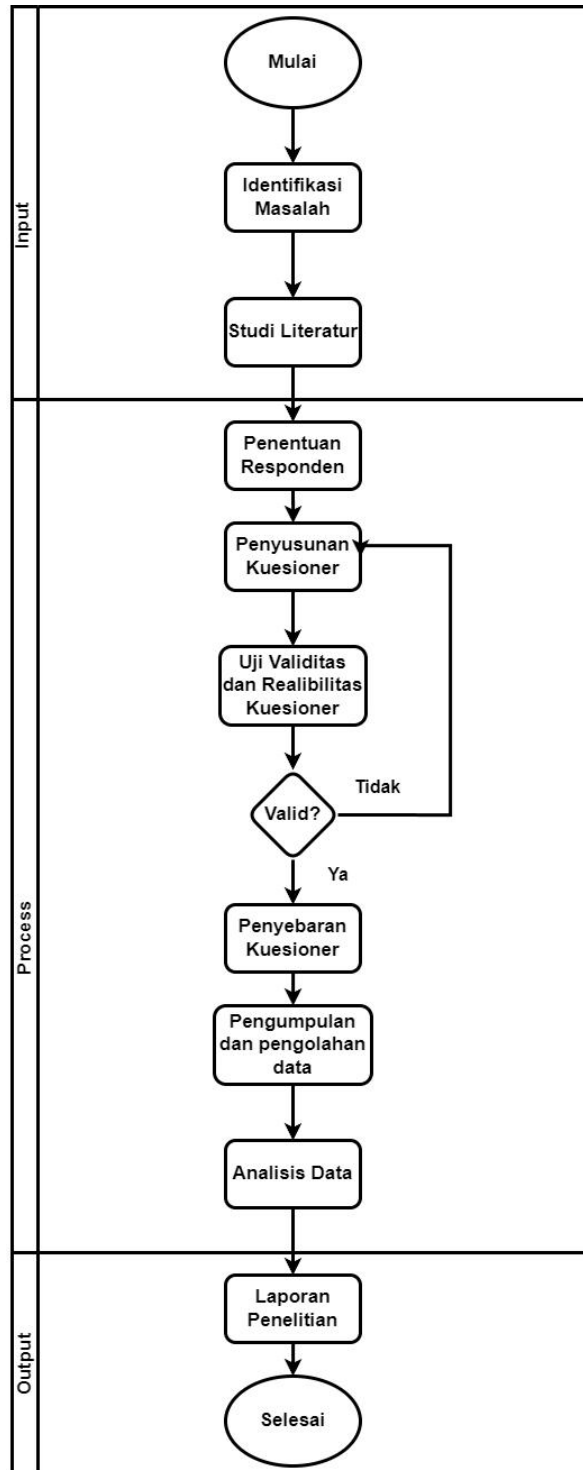 Input
Mulai
Identifikasi
Masalah
Studi Literatur
Process
Penentuan
Responden
Penyusunan
Kuesioner
Uji Validitas
dan Realibilitas
Kuesioner
Valid?
Tidak
Ya
Penyebaran
Kuesioner
Pengumpulan
dan pengolahan
data
Analisis Data
Output
Laporan
Penelitian
Selesai